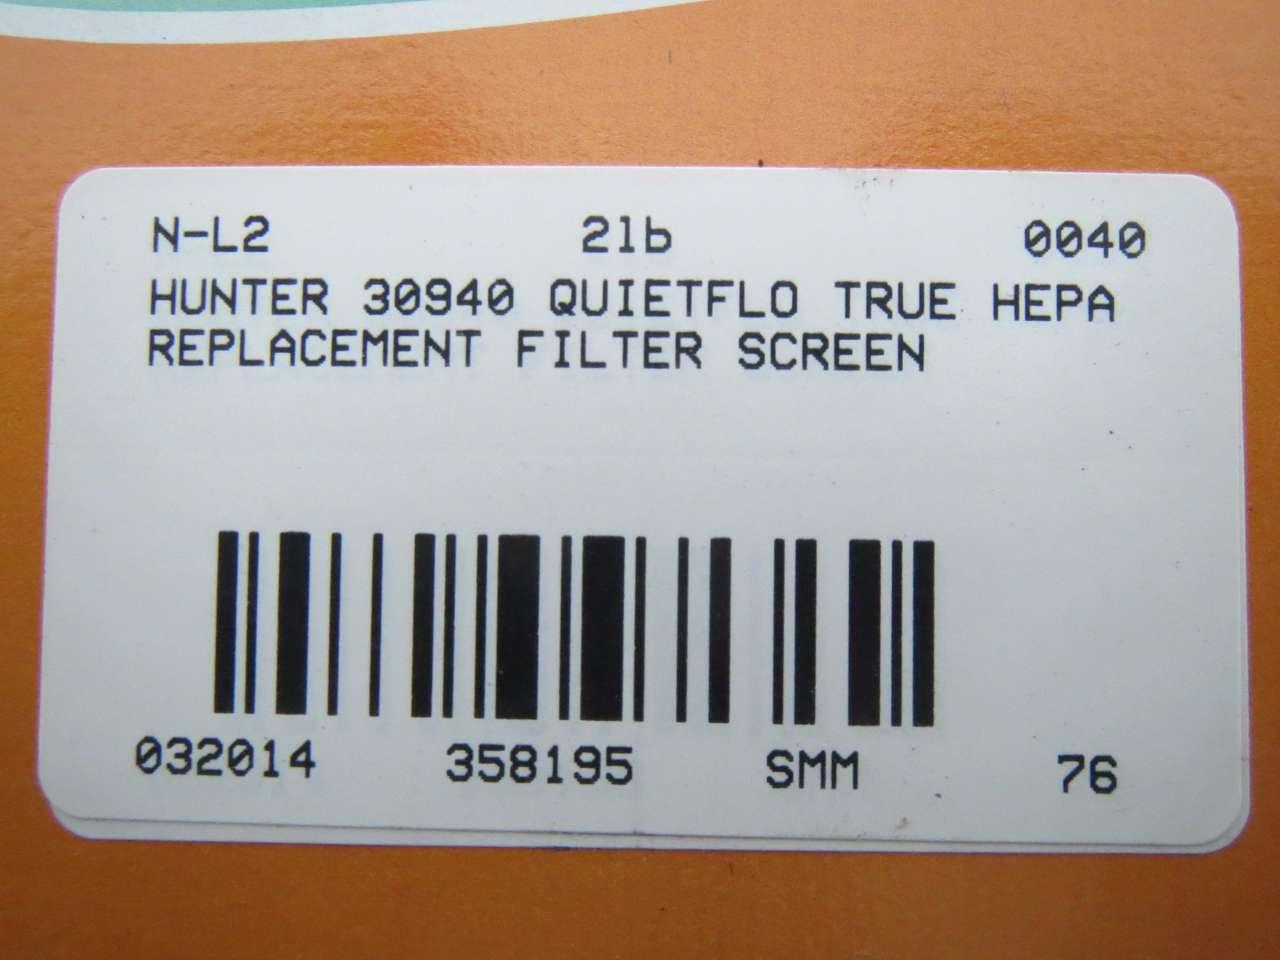 N-L2 2lb 0040
HUNTER 30940 QUIETFLO TRUE HEPA
REPLACEMENT FILTER SCREEN
032014 358195 SMM 76